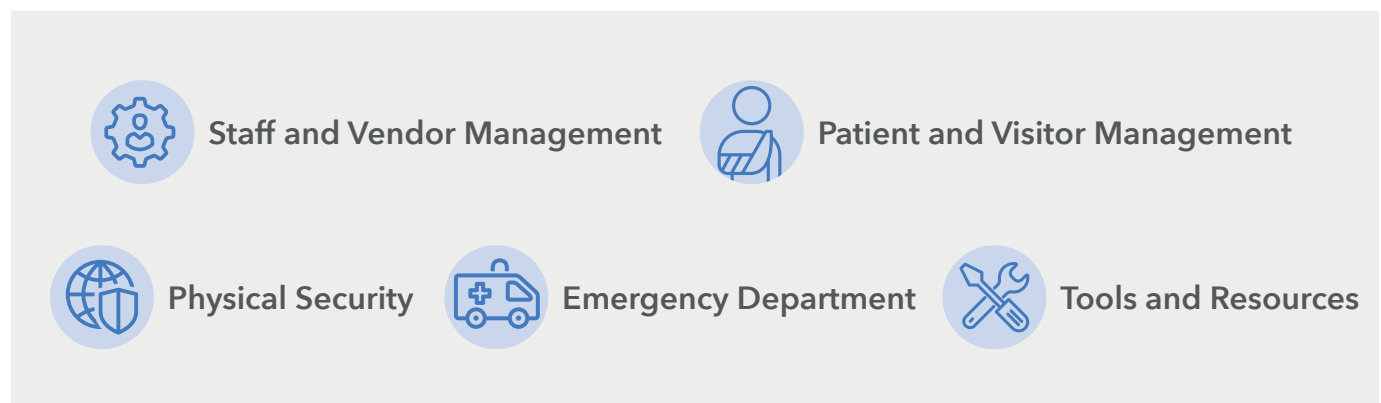 Staff and Vendor Management
Patient and Visitor Management
Physical Security
Emergency Department
Tools and Resources